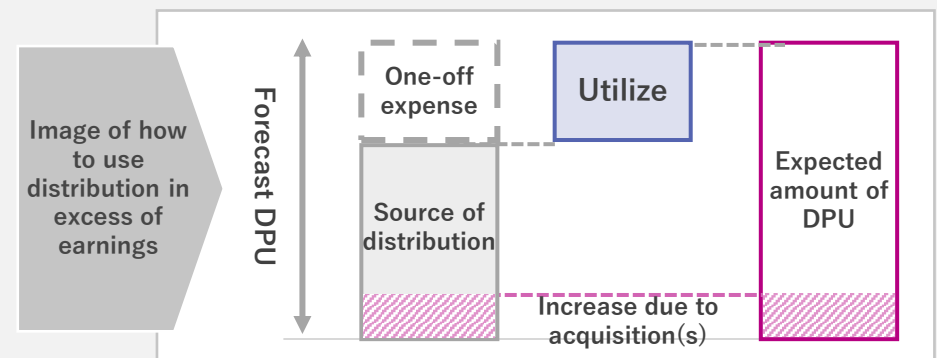 Image of how
to use
distribution in
excess of
earnings
Forecast DPU
One-off
expense
Source of
distribution
Utilize
Increase due to
acquisition(s)
Expected
amount of
DPU